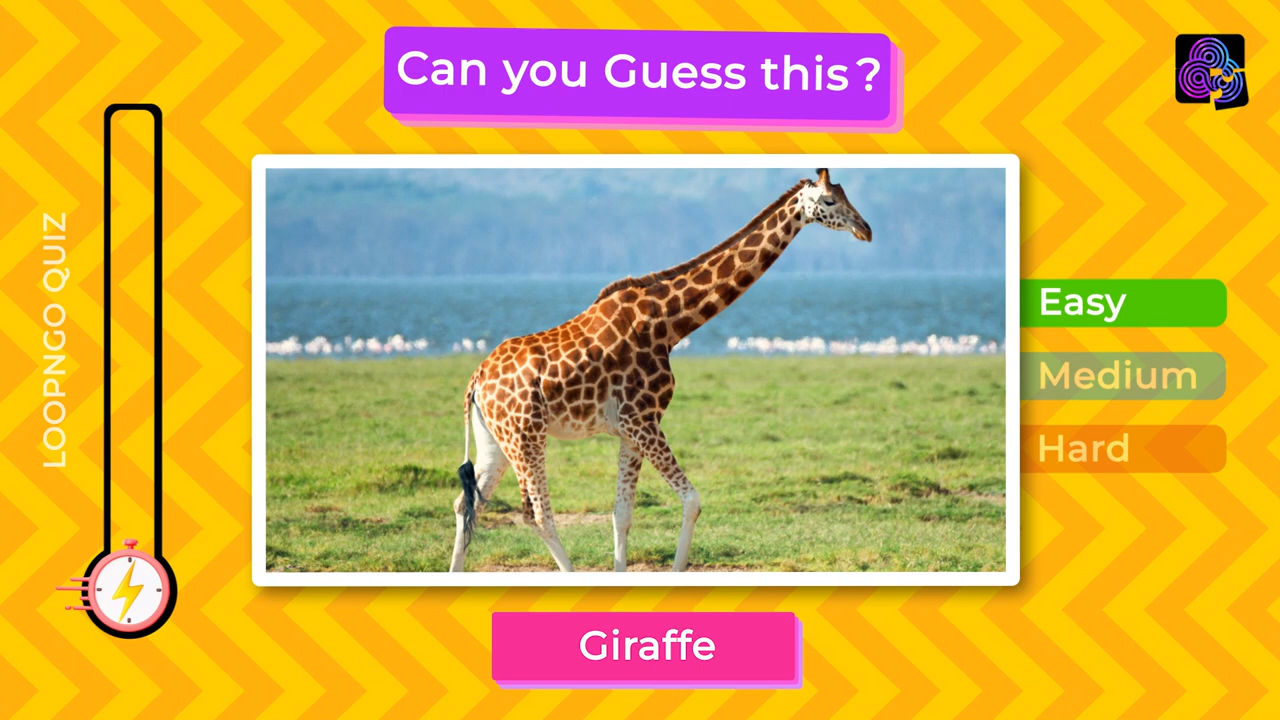 Can you Guess this?
LOOPNGO QUIZ
Easy
Medium
Hard
Giraffe